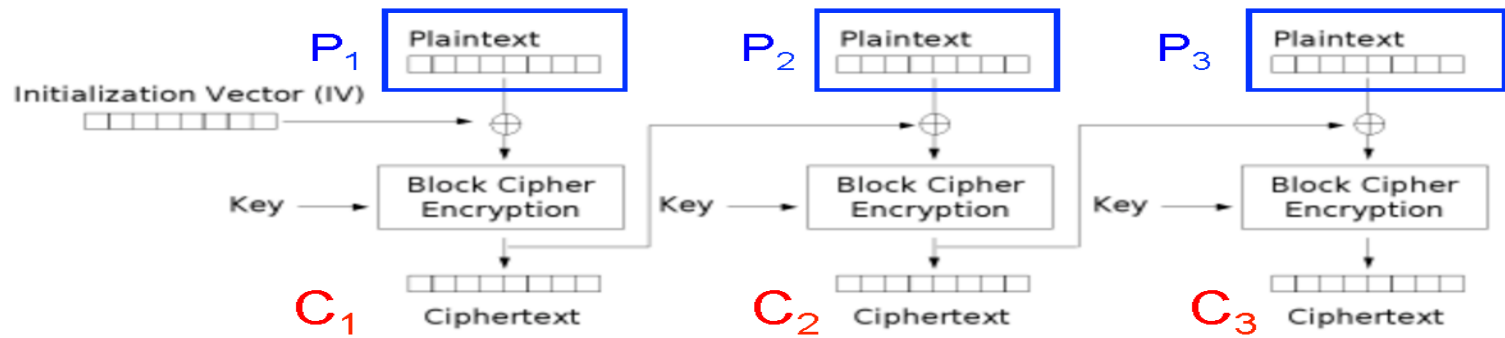 P1 Plaintext
P2 Plaintext
P3 Plaintext
Initialization Vector (IV)
Key Block Cipher Encryption
Key Block Cipher Encryption
Key Block Cipher Encryption
C1 Ciphertext
C2 Ciphertext
C3 Ciphertext